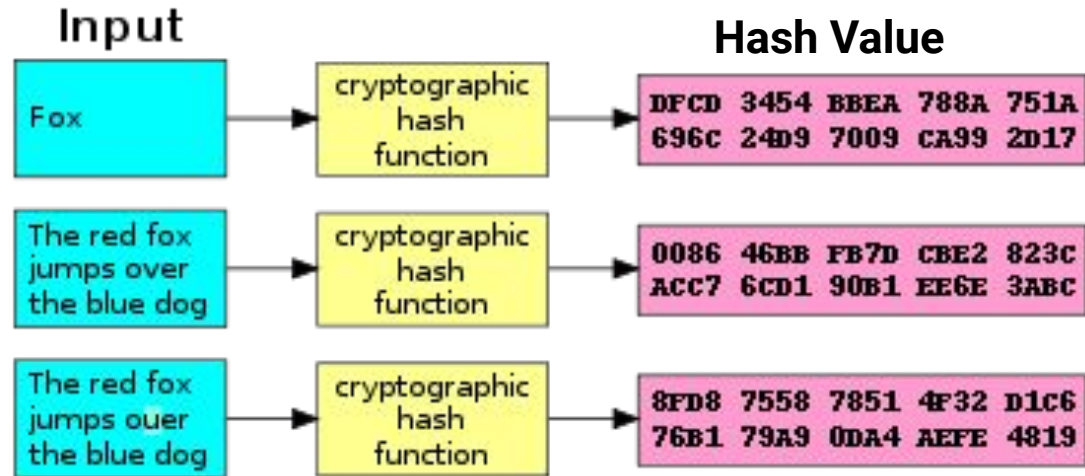 Input
Hash Value
Fox
cryptographic
hash
function
DFCD 3454 BBEA 788A 751A
696C 24D9 7009 CA99 2D17
The red fox
jumps over
the blue dog
cryptographic
hash
function
0086 46BB FB7D CBE2 823C
ACC7 6CD1 90B1 EE6E 3ABC
The red fox
jumps ouer
the blue dog
cryptographic
hash
function
8FD8 7558 7851 4F32 D1C6
76B1 79A9 0DA4 AEFE 4819